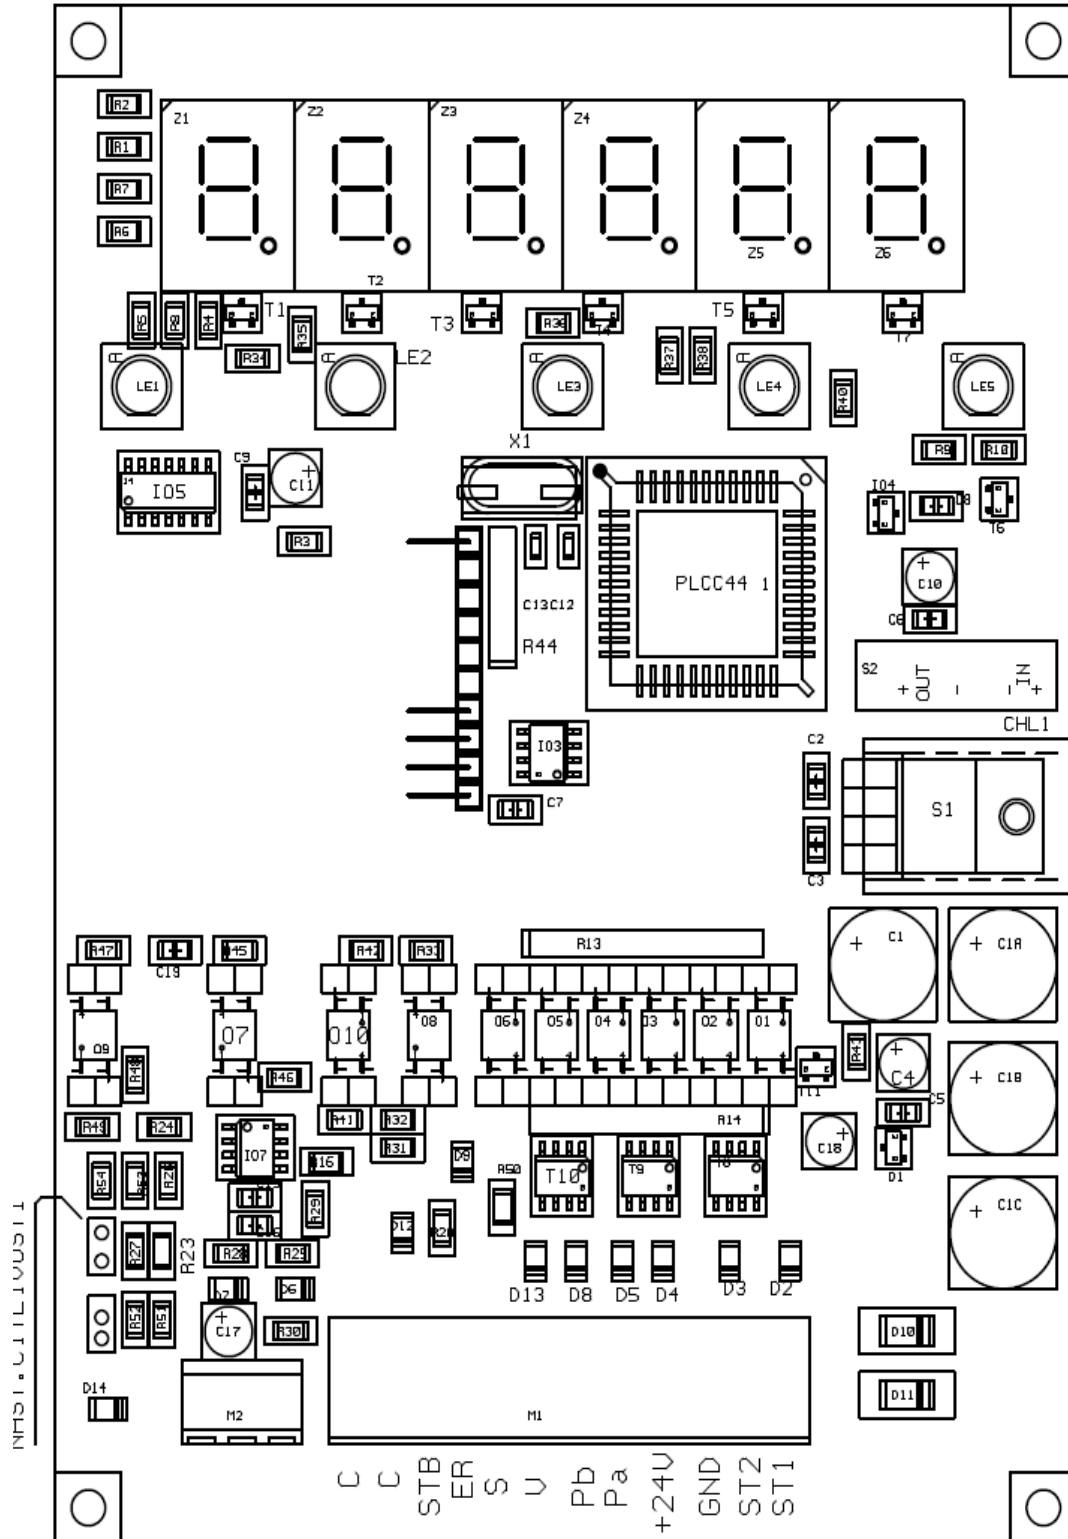 R2
R1
R7
R6
Z1 Z2 Z3 Z4
Z5 Z6
T2
R5 R8 R4 T1 R35 T3 R36 T4 T5 T7
R34 LE2 R37 R38
A A A A A
LE1 LE3 LE4 R40 LE5
X1 R9 R10
C9 C11 IO5 IO4 T6
R3
PLCC44 1 C10
C13 C12 C6
R44
S2 + OUT - - IN +
CHL1
IO3 C2
C7 S1
C3
R47 C19 R45 R42 R33 R13 C1 C1A
O9 O7 O10 O8 O6 O5 O4 O3 O2 O1
R48 R46 R43 C4 C1B
T11 C5
R49 R24 R41 R32 R14 C18
IO7 R16 R31 D9 T10 T9 T8 D1
R54 R50
R29 D12 C1C
R27 R23 R28 R25
D7 D6 D13 D8 D5 D4 D3 D2
R52 R51 C17 R30 D10
D14 M2 M1 D11
C C STB ER S V Pb Pa +24V GND ST2 ST1